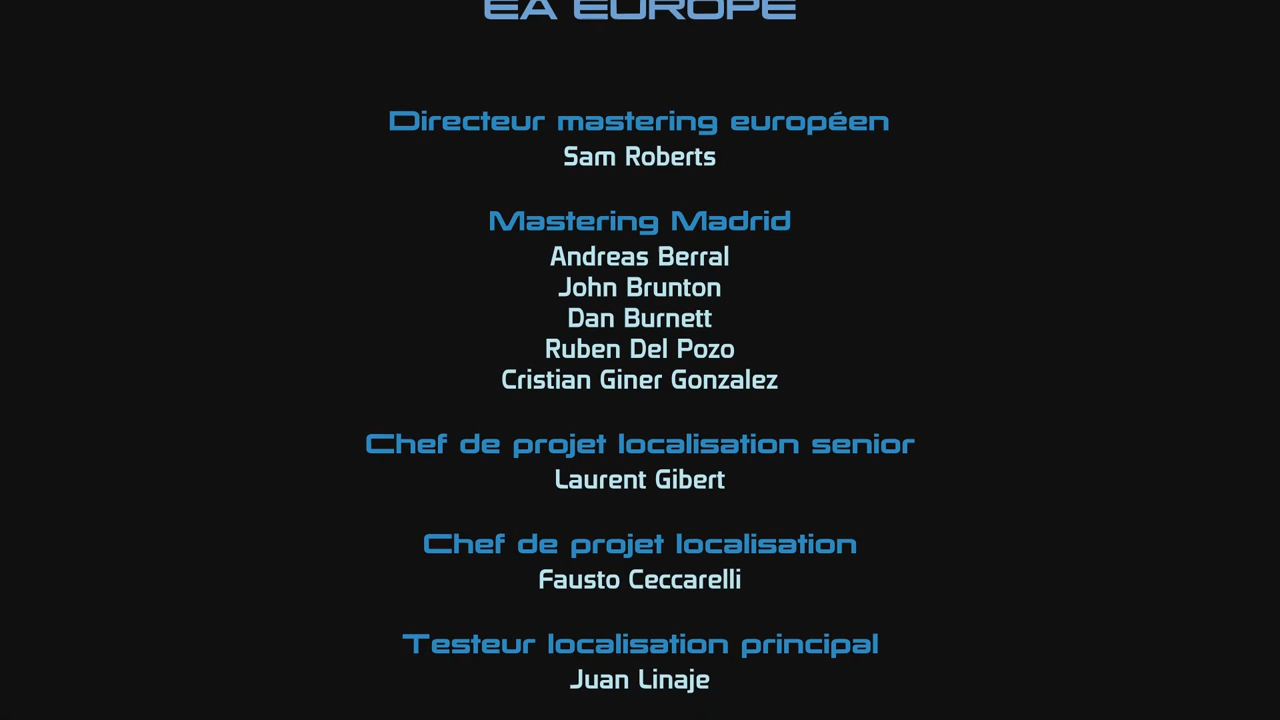 EA EUROPE
Directeur mastering européen
Sam Roberts
Mastering Madrid
Andreas Berral
John Brunton
Dan Burnett
Ruben Del Pozo
Cristian Giner Gonzalez
Chef de projet localisation senior
Laurent Gibert
Chef de projet localisation
Fausto Ceccarelli
Testeur localisation principal
Juan Linaje